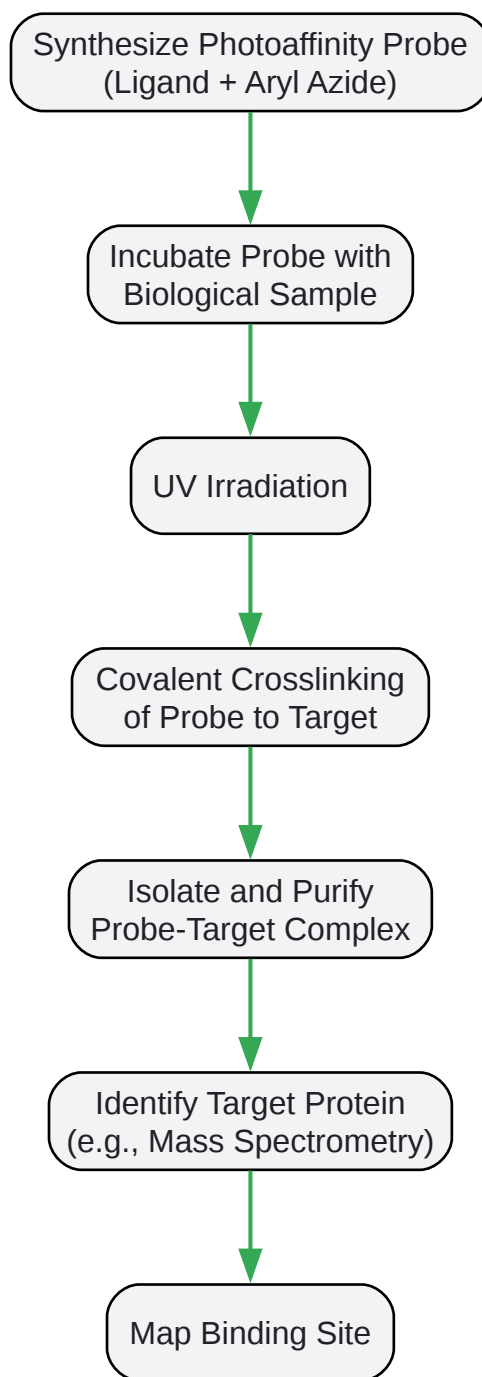 Synthesize Photoaffinity Probe
(Ligand + Aryl Azide)
Incubate Probe with
Biological Sample
UV Irradiation
Covalent Crosslinking
of Probe to Target
Isolate and Purify
Probe-Target Complex
Identify Target Protein
(e.g., Mass Spectrometry)
Map Binding Site